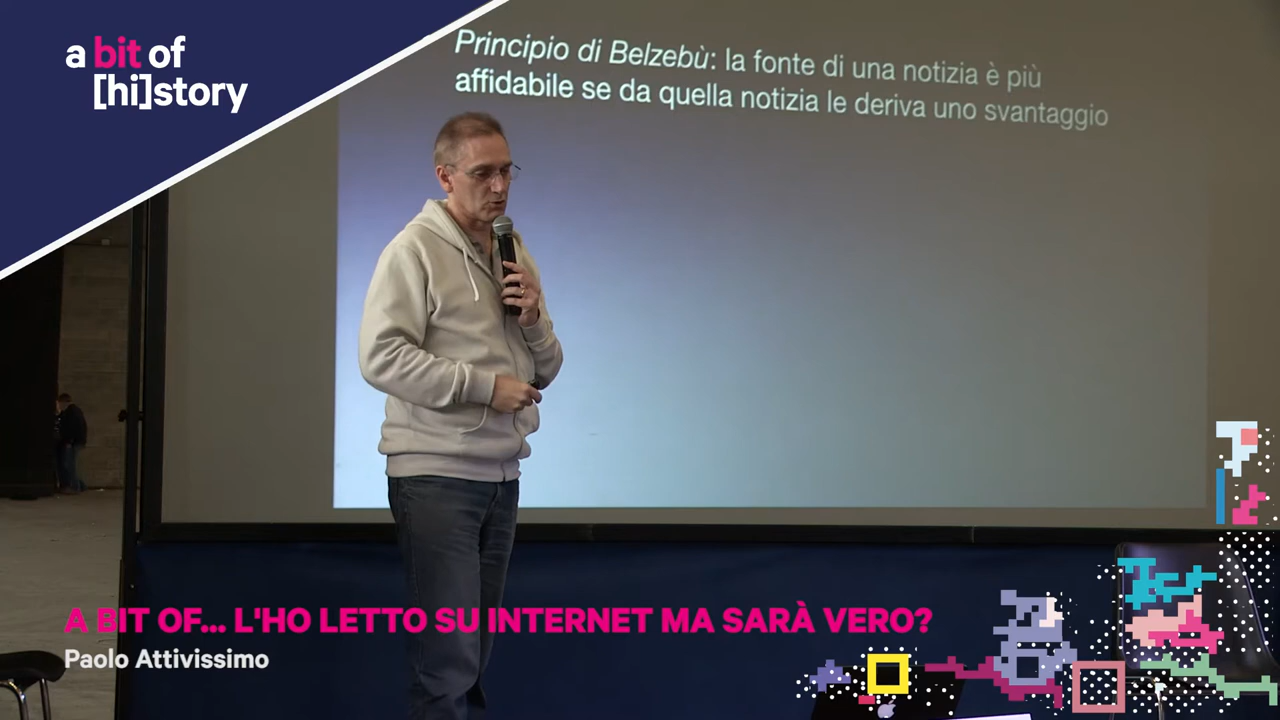 a bit of
[hi]story
Principio di Belzebù: la fonte di una notizia è più
affidabile se da quella notizia le deriva uno svantaggio
A BIT OF... L'HO LETTO SU INTERNET MA SARÀ VERO?
Paolo Attivissimo